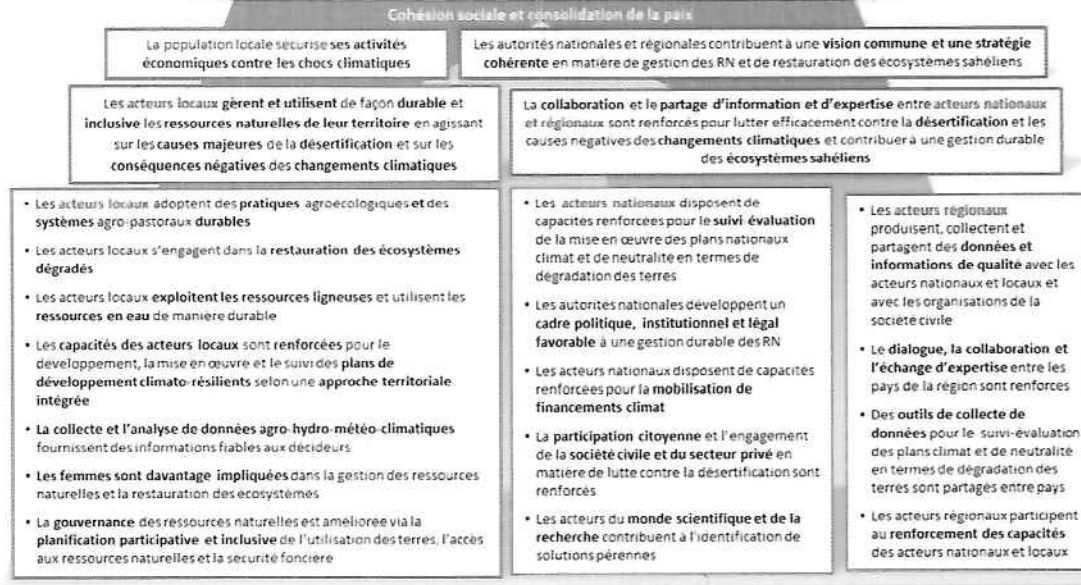 Cohésion sociale et consolidation de la paix
La population locale sécurise ses activités
économiques contre les chocs climatiques
Les autorités nationales et régionales contribuent à une vision commune et une stratégie
cohérente en matière de gestion des RN et de restauration des écosystèmes sahéliens
Les acteurs locaux gèrent et utilisent de façon durable et
inclusive les ressources naturelles de leur territoire en agissant
sur les causes majeures de la désertification et sur les
conséquences négatives des changements climatiques
La collaboration et le partage d'information et d'expertise entre acteurs nationaux
et régionaux sont renforcés pour lutter efficacement contre la désertification et les
causes négatives des changements climatiques et contribuer à une gestion durable
des écosystèmes sahéliens
• Les acteurs locaux adoptent des pratiques agroécologiques et des
systèmes agro-pastoraux durables
• Les acteurs locaux s'engagent dans la restauration des écosystèmes
dégradés
• Les acteurs locaux exploitent les ressources ligneuses et utilisent les
ressources en eau de manière durable
• Les capacités des acteurs locaux sont renforcées pour le
développement, la mise en œuvre et le suivi des plans de
développement climato-résilients selon une approche territoriale
intégrée
• La collecte et l'analyse de données agro-hydro-météo-climatiques
fournissent des informations fiables aux décideurs
• Les femmes sont davantage impliquées dans la gestion des ressources
naturelles et la restauration des écosystèmes
• La gouvernance des ressources naturelles est améliorée via la
planification participative et inclusive de l'utilisation des terres, l'accès
aux ressources naturelles et la sécurité foncière
• Les acteurs nationaux disposent de
capacités renforcées pour le suivi-évaluation
de la mise en œuvre des plans nationaux
climat et de neutralité en termes de
dégradation des terres
• Les autorités nationales développent un
cadre politique, institutionnel et légal
favorable à une gestion durable des RN
• Les acteurs nationaux disposent de capacités
renforcées pour la mobilisation de
financements climat
• La participation citoyenne et l'engagement
de la société civile et du secteur privé en
matière de lutte contre la désertification sont
renforcés
• Les acteurs du monde scientifique et de la
recherche contribuent à l'identification de
solutions pérennes
• Les acteurs régionaux
produisent, collectent et
partagent des données et
informations de qualité avec les
acteurs nationaux et locaux et
avec les organisations de la
société civile
• Le dialogue, la collaboration et
l'échange d'expertise entre les
pays de la région sont renforcés
• Des outils de collecte de
données pour le suivi-évaluation
des plans climat et de neutralité
en termes de dégradation des
terres sont partagés entre pays
• Les acteurs régionaux participent
au renforcement des capacités
des acteurs nationaux et locaux